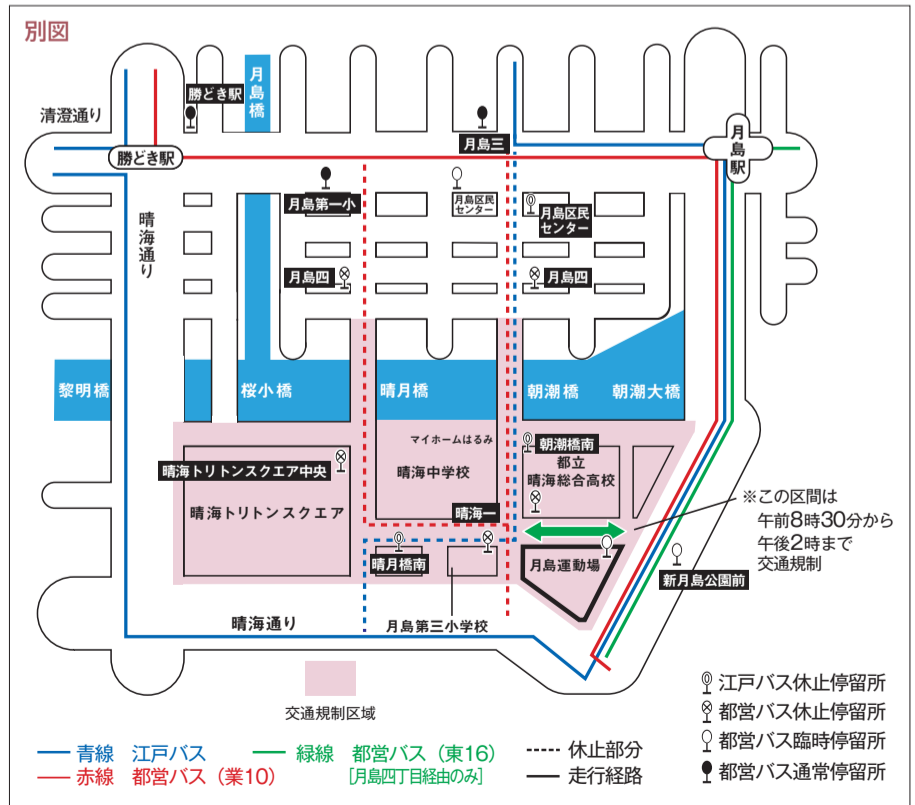 別図
清澄通り
勝どき駅
月島橋
月島三
月島駅
勝どき駅
月島第一小
月島区民
センター
月島区民
センター
晴海通り
月島四
月島四
黎明橋
桜小橋
晴月橋
朝潮橋
朝潮大橋
マイホームはるみ
晴海中学校
朝潮橋南
都立
晴海総合高校
晴海トリトンスクエア中央
晴海トリトンスクエア
晴海一
※この区間は
午前8時30分から
午後2時まで
交通規制
晴月橋南
月島運動場
新月島公園前
晴海通り
月島第三小学校
交通規制区域
江戸バス休止停留所
都営バス休止停留所
都営バス臨時停留所
都営バス通常停留所
青線 江戸バス
赤線 都営バス（業10）
緑線 都営バス（東16）
[月島四丁目経由のみ]
休止部分
走行経路